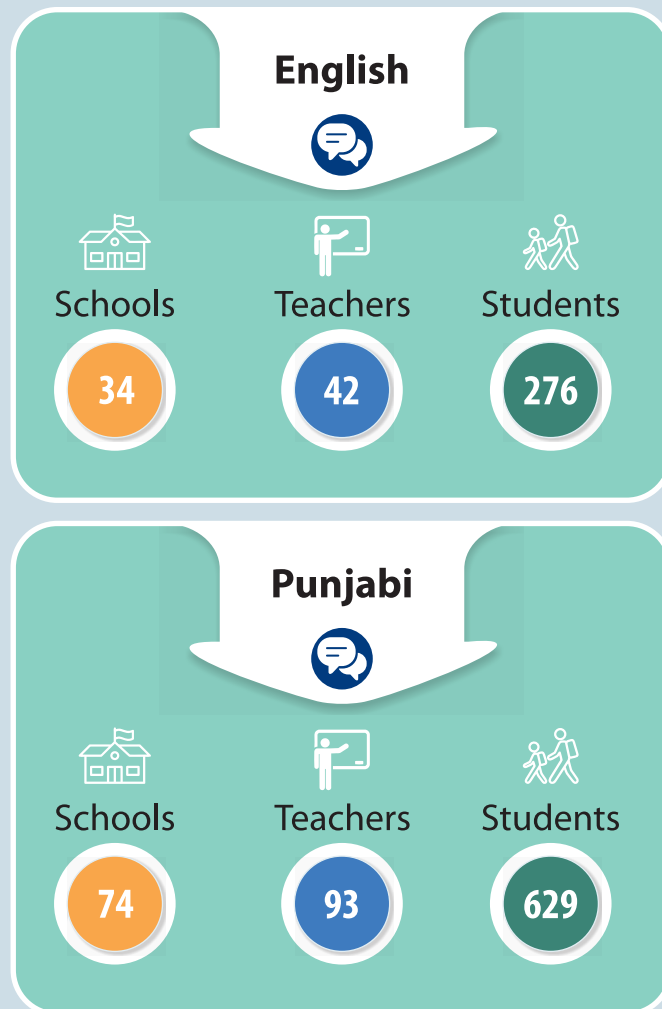 English
Schools Teachers Students
34 42 276
Punjabi
Schools Teachers Students
74 93 629